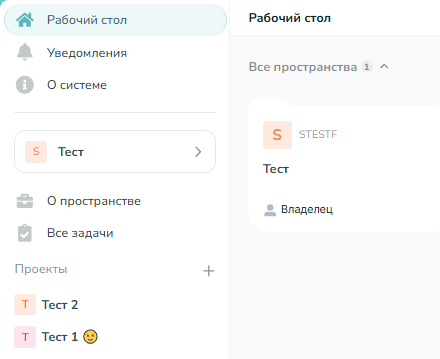 Рабочий стол
Уведомления
О системе
S Тест
О пространстве
Все задачи
Проекты
Т Тест 2
Т Тест 1 😉
Рабочий стол
Все пространства 1
S STESTF
Тест
Владелец